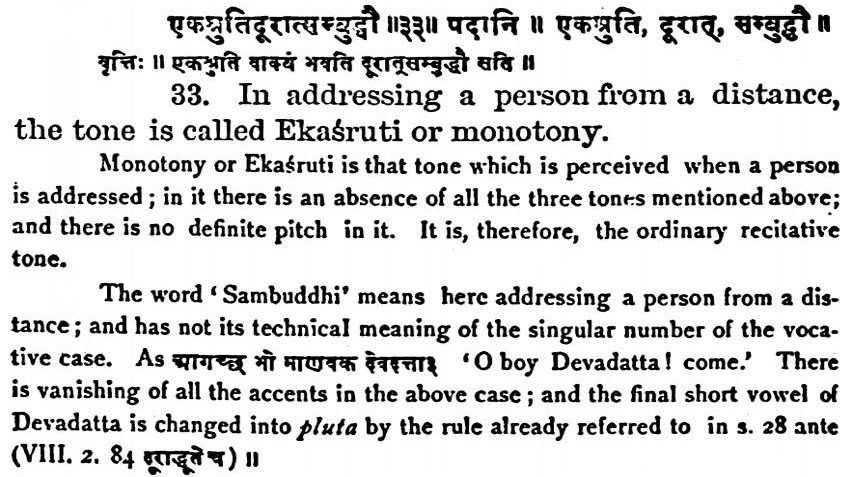 एकश्रुतिदूरात्सम्बुद्धौ ॥३३॥ पदानि ॥ एकश्रुति, दूरात्, सम्बुद्धौ ॥
वृत्तिः ॥ एकश्रुति वाक्यं भवति दूरात्सम्बुद्धौ सति ॥
33. In addressing a person from a distance,
the tone is called Ekaśruti or monotony.
Monotony or Ekaśruti is that tone which is perceived when a person
is addressed; in it there is an absence of all the three tones mentioned above;
and there is no definite pitch in it. It is, therefore, the ordinary recitative
tone.
The word ‘Sambuddhi’ means here addressing a person from a dis-
tance; and has not its technical meaning of the singular number of the voca-
tive case. As आगच्छ भो माणवक देवदत्ता३ ‘O boy Devadatta! come.’ There
is vanishing of all the accents in the above case; and the final short vowel of
Devadatta is changed into pluta by the rule already referred to in s. 28 ante
(VIII. 2. 84 दूराद्धूते च) ॥